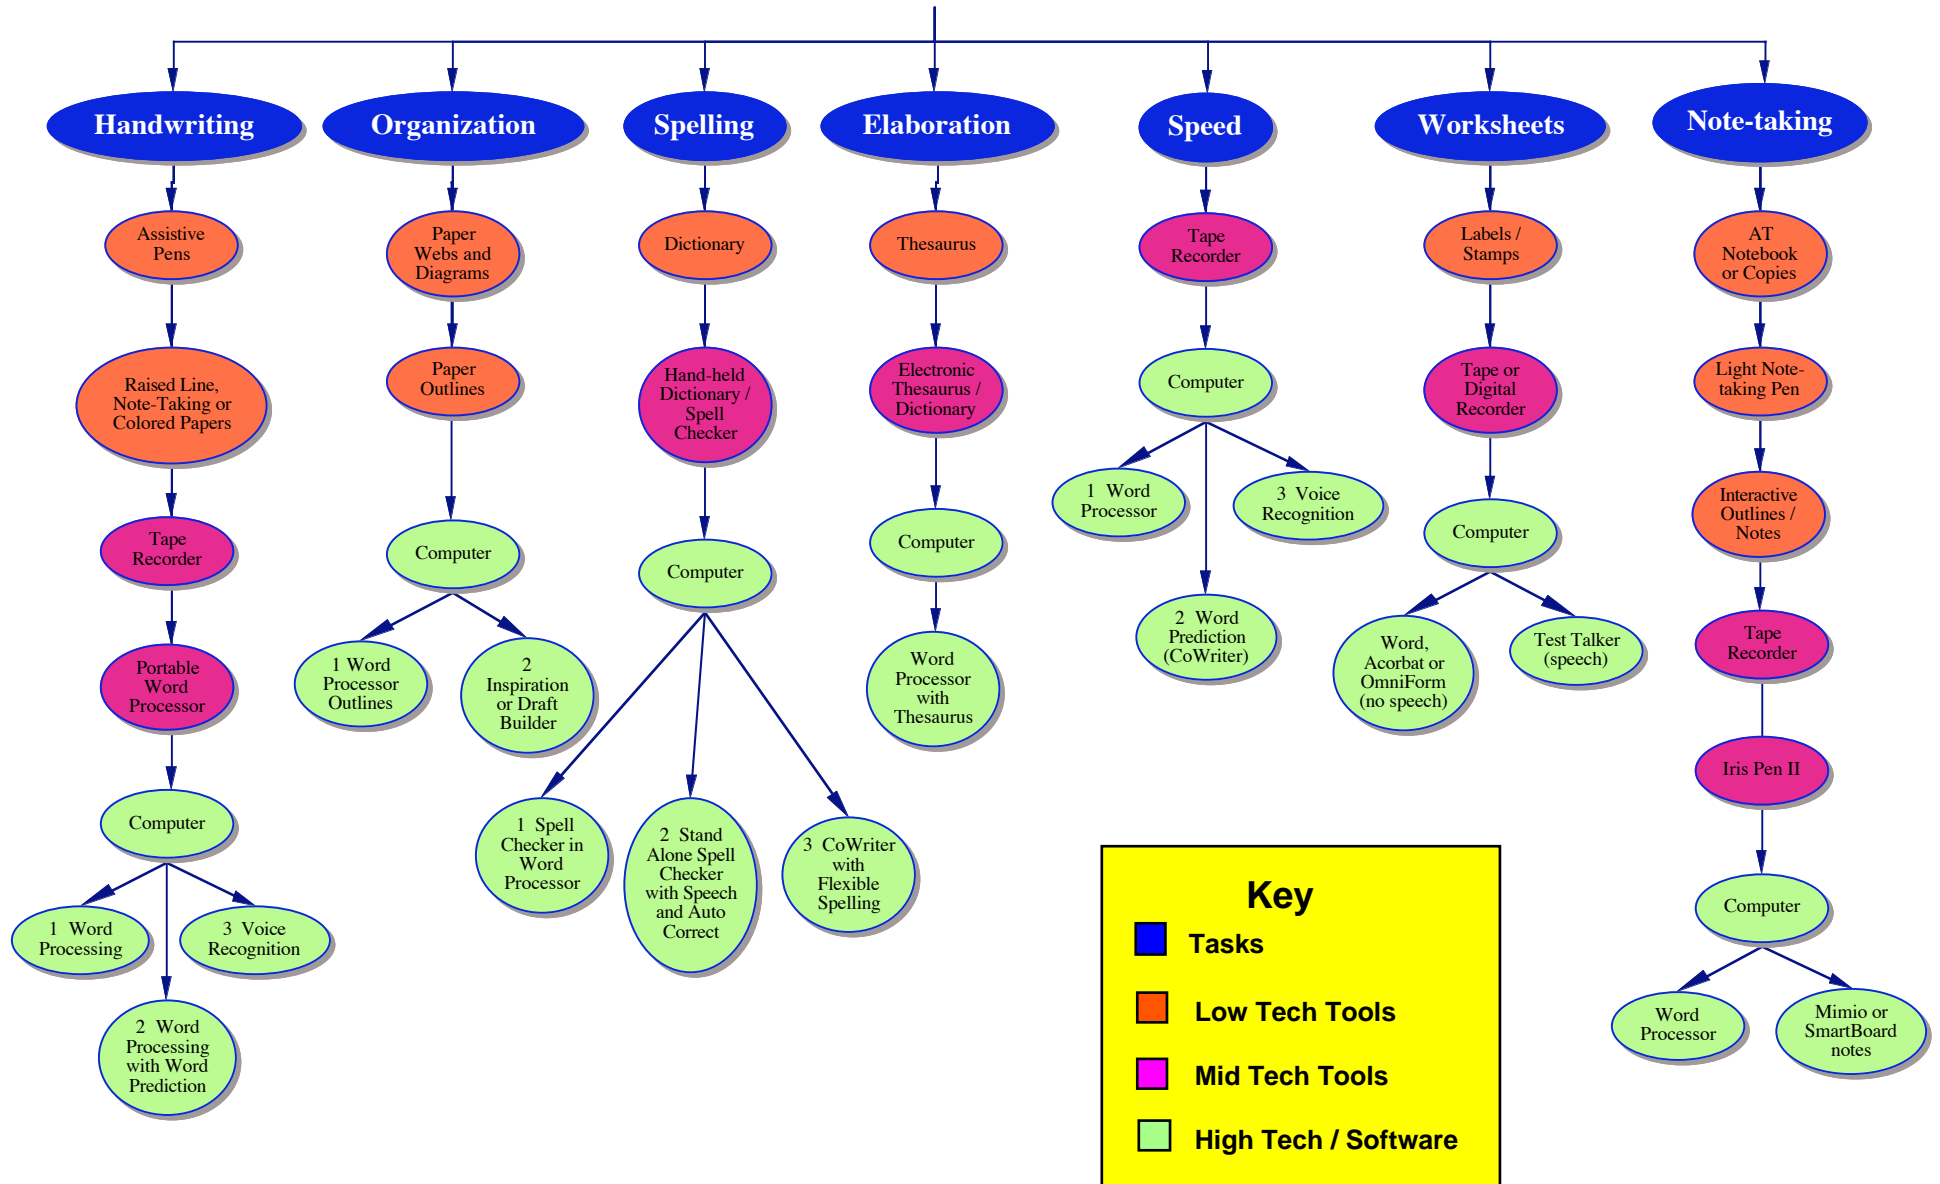 Handwriting
Organization
Spelling
Elaboration
Speed
Worksheets
Note-taking
Assistive
Pens
Raised Line,
Note-Taking or
Colored Papers
Tape
Recorder
Portable
Word
Processor
Computer
1 Word
Processing
3 Voice
Recognition
2 Word
Processing
with Word
Prediction
Paper
Webs and
Diagrams
Paper
Outlines
Computer
1 Word
Processor
Outlines
2
Inspiration
or Draft
Builder
Dictionary
Hand-held
Dictionary /
Spell
Checker
Computer
1 Spell
Checker in
Word
Processor
2 Stand
Alone Spell
Checker
with Speech
and Auto
Correct
3 CoWriter
with
Flexible
Spelling
Thesaurus
Electronic
Thesaurus /
Dictionary
Computer
Word
Processor
with
Thesaurus
Tape
Recorder
Computer
1 Word
Processor
3 Voice
Recognition
2 Word
Prediction
(CoWriter)
Labels /
Stamps
Tape or
Digital
Recorder
Computer
Word,
Acorbat or
OmniForm
(no speech)
Test Talker
(speech)
AT
Notebook
or Copies
Light Note-
taking Pen
Interactive
Outlines /
Notes
Tape
Recorder
Iris Pen II
Computer
Word
Processor
Mimio or
SmartBoard
notes
Key
Tasks
Low Tech Tools
Mid Tech Tools
High Tech / Software